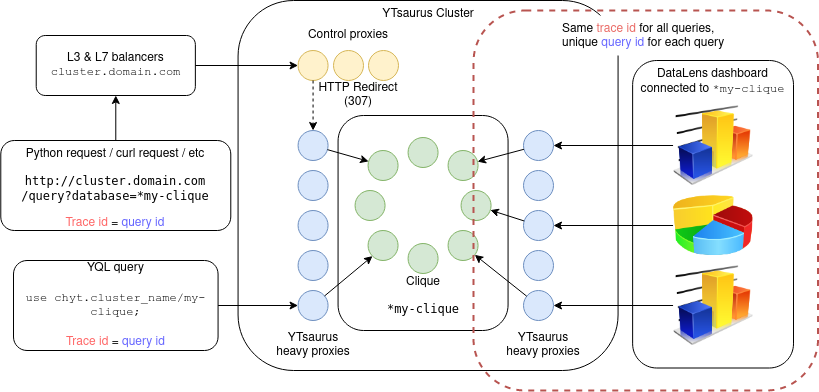 YTsaurus Cluster
Control proxies
HTTP Redirect
(307)
L3 & L7 balancers
cluster.domain.com
Python request / curl request / etc
http://cluster.domain.com
/query?database=*my-clique
Trace id = query id
YQL query
use chyt.cluster_name/my-
clique;
Trace id = query id
YTsaurus
heavy proxies
Clique
*my-clique
YTsaurus
heavy proxies
Same trace id for all queries,
unique query id for each query
DataLens dashboard
connected to *my-clique